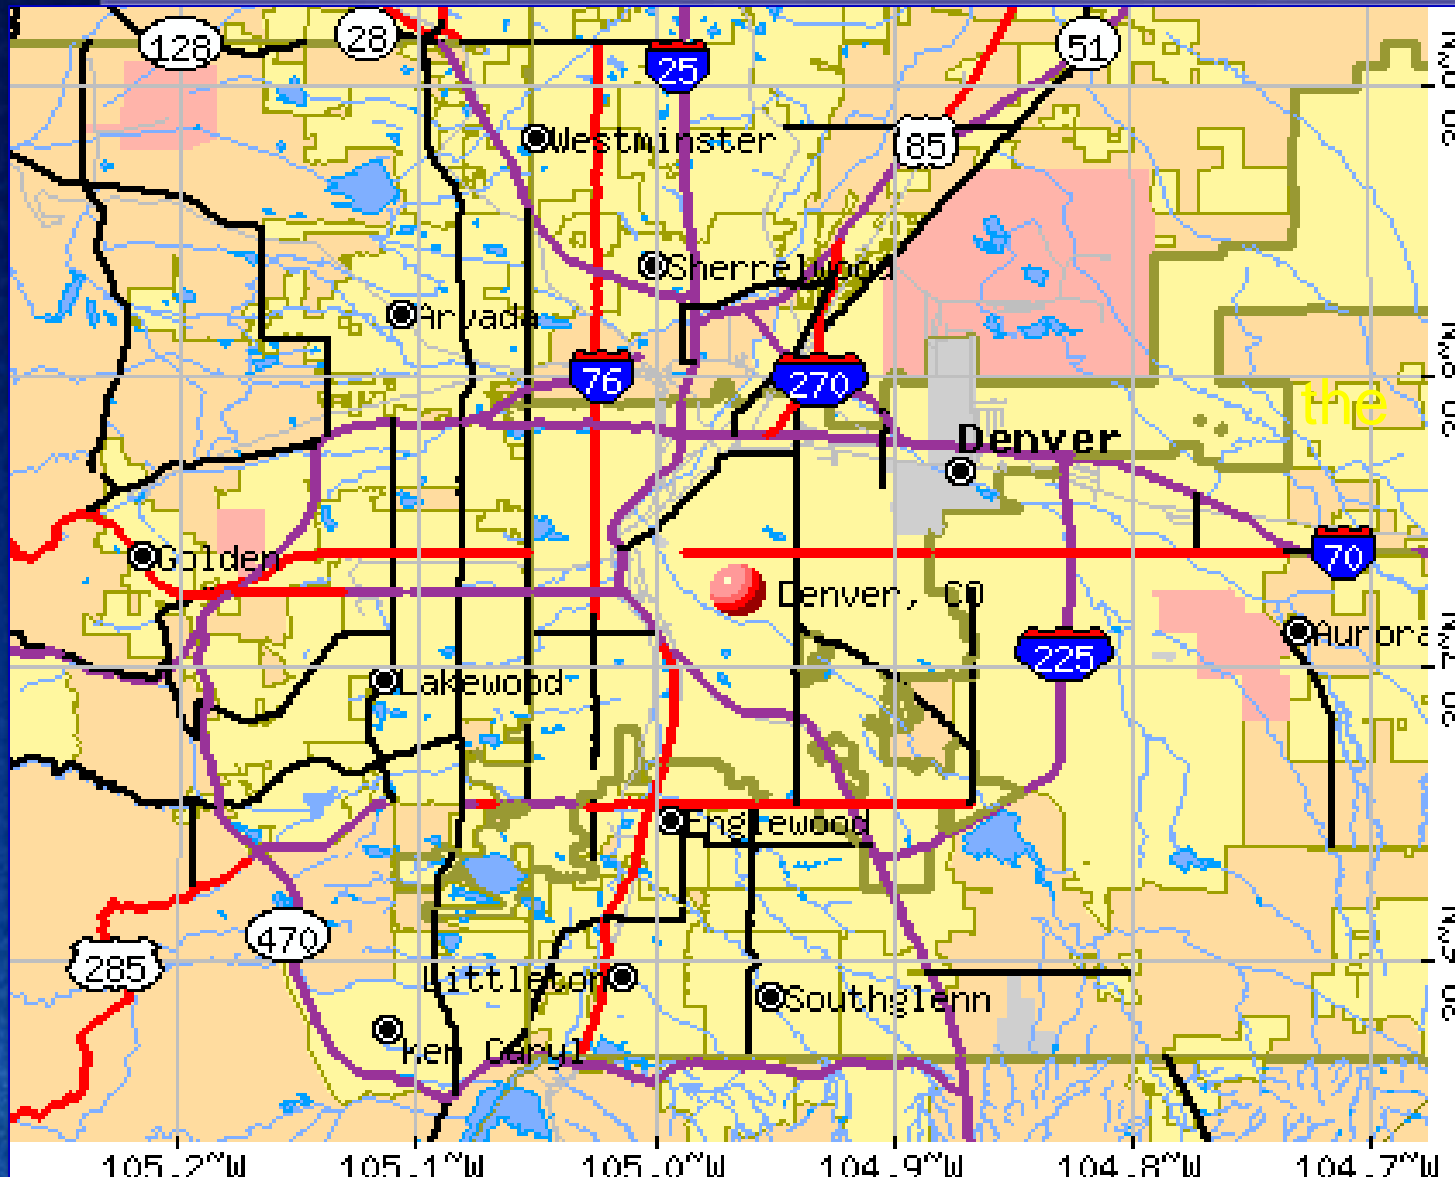 128
28
25
51
85
Westminster
Sherrelwood
Arvada
76
270
the
Denver
Golden
70
Denver, CO
Aurora
225
Lakewood
Englewood
470
285
Littleton
Southglenn
Ken Caryl
105.2~W 105.1~W 105.0~W 104.9~W 104.8~W 104.7~W